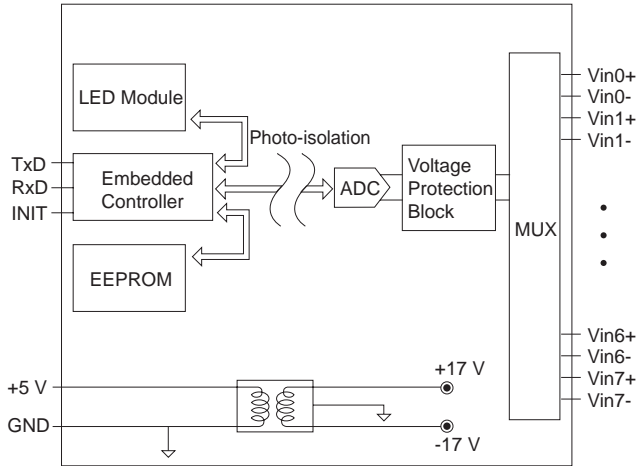 LED Module
Photo-isolation
TxD
RxD
INIT
Embedded
Controller
ADC
Voltage
Protection
Block
MUX
EEPROM
Vin0+
Vin0-
Vin1+
Vin1-
Vin6+
Vin6-
Vin7+
Vin7-
+5 V
GND
+17 V
-17 V